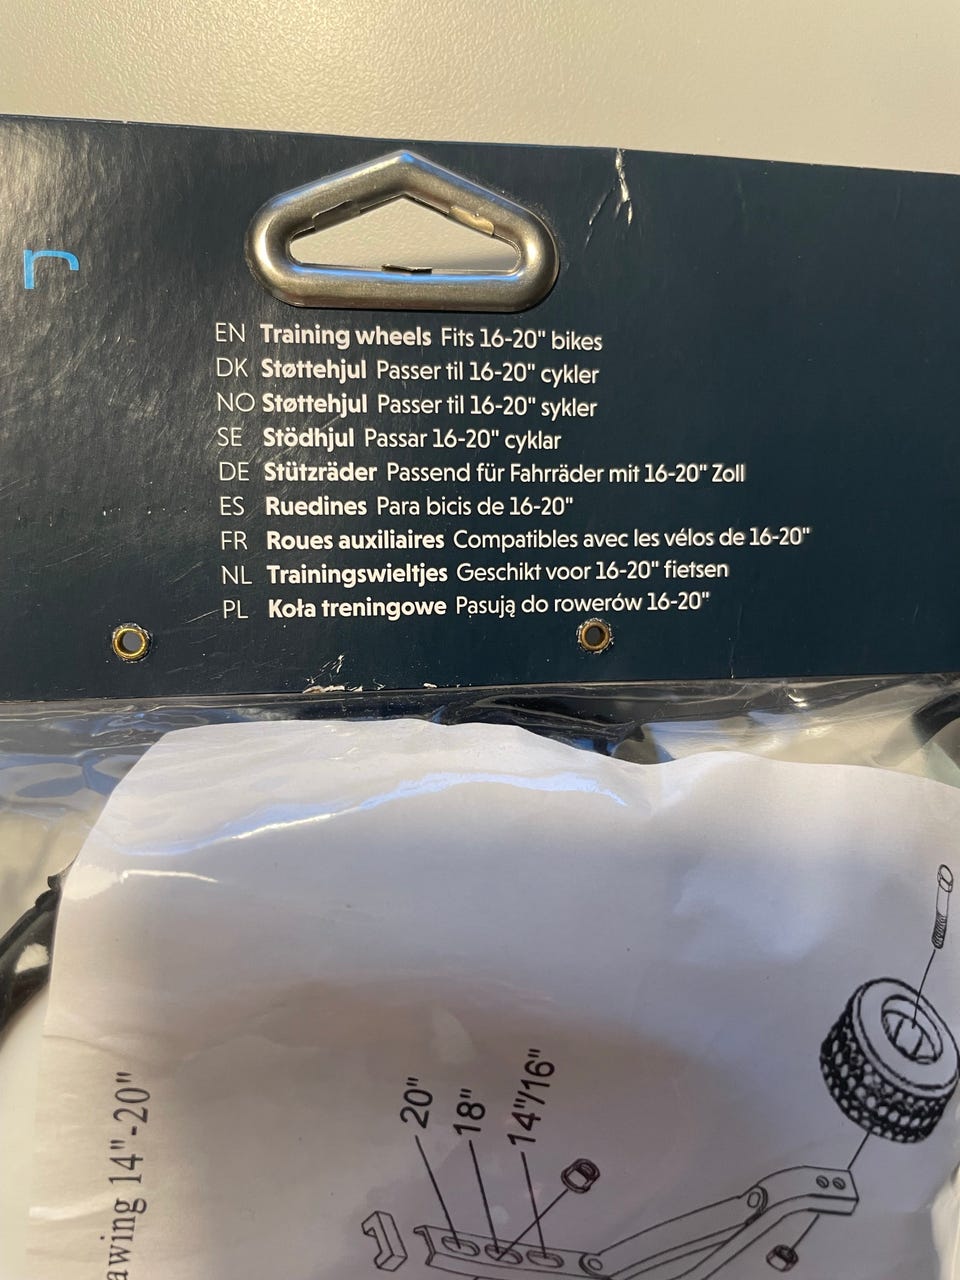 r
EN Training wheels Fits 16-20" bikes
DK Støttehjul Passer til 16-20" cykler
NO Støttehjul Passer til 16-20" sykler
SE Stödhjul Passar 16-20" cyklar
DE Stützräder Passend für Fahrräder mit 16-20" Zoll
ES Ruedines Para bicis de 16-20"
FR Roues auxiliaires Compatibles avec les vélos de 16-20"
NL Trainingswieltjes Geschikt voor 16-20" fietsen
PL Koła treningowe Pasują do rowerów 16-20"
20"
18"
14"/16"
awing 14"-20"